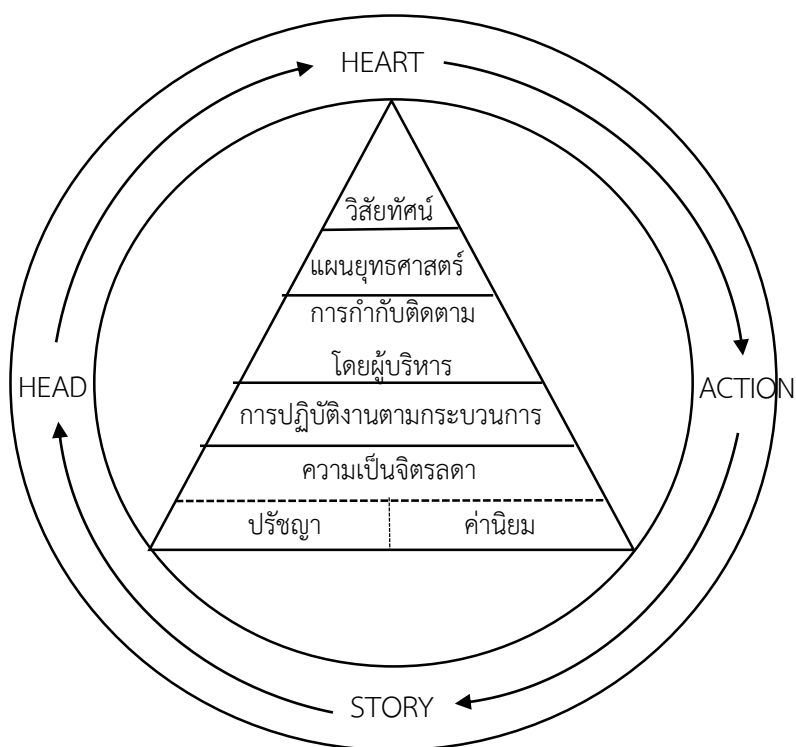 HEART
วิสัยทัศน์
แผนยุทธศาสตร์
การกำกับติดตาม
โดยผู้บริหาร
HEAD
ACTION
การปฏิบัติงานตามกระบวนการ
ความเป็นจิตรลดา
ปรัชญา
ค่านิยม
STORY